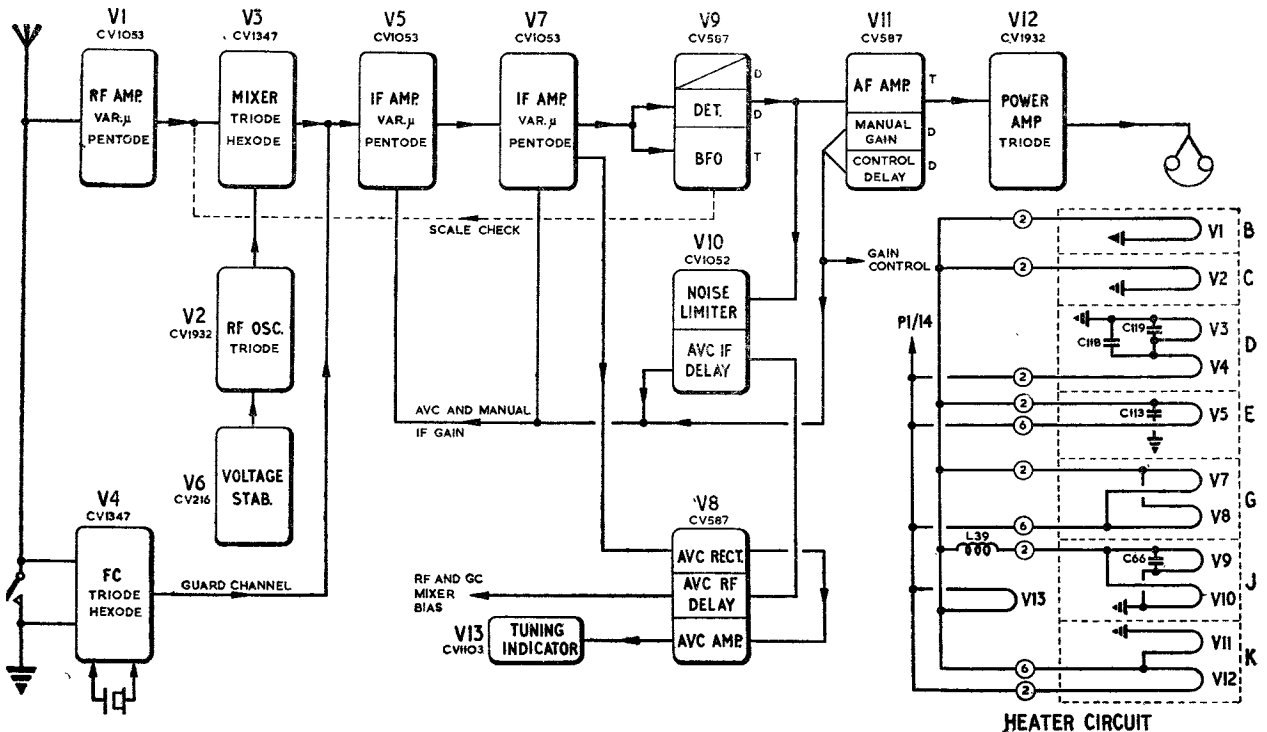 V1
CV1053
RF AMP.
VAR.μ
PENTODE
V3
CV1347
MIXER
TRIODE
HEXODE
V5
CV1053
IF AMP.
VAR.μ
PENTODE
V7
CV1053
IF AMP.
VAR.μ
PENTODE
V9
CV587
D
DET.
D
BFO
T
V11
CV587
AF AMP.
T
MANUAL
GAIN
D
CONTROL
DELAY
D
V12
CV1932
POWER
AMP
TRIODE
SCALE CHECK
V2
CV1932
RF OSC.
TRIODE
V10
CV1052
NOISE
LIMITER
AVC IF
DELAY
GAIN
CONTROL
AVC AND MANUAL
IF GAIN
V6
CV216
VOLTAGE
STAB.
V4
CV1347
FC
TRIODE
HEXODE
GUARD CHANNEL
V8
CV587
AVC RECT.
AVC RF
DELAY
AVC AMP.
RF AND GC
MIXER
BIAS
V13
CV1103
TUNING
INDICATOR
P1/14
2
V1
B
2
V2
C
C119
V3
C118
D
2
V4
2
C113
V5
E
6
2
V7
G
V8
6
L39
2
C66
V9
J
V13
V10
V11
K
6
V12
2
HEATER CIRCUIT